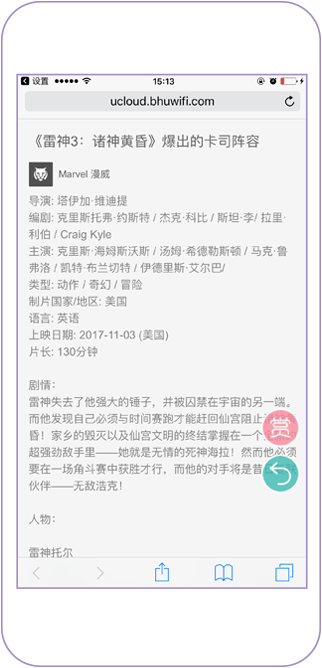 设置
15:13
ucloud.bhuwifi.com
《雷神3：诸神黄昏》爆出的卡司阵容
Marvel 漫威
导演: 塔伊加·维迪提
编剧: 克里斯托弗·约斯特 / 杰克·科比 / 斯坦·李/ 拉里·
利伯 / Craig Kyle
主演: 克里斯·海姆斯沃斯 / 汤姆·希德勒斯顿 / 马克·鲁
弗洛 / 凯特·布兰切特 / 伊德里斯·艾尔巴/
类型: 动作 / 奇幻 / 冒险
制片国家/地区: 美国
语言: 英语
上映日期: 2017-11-03 (美国)
片长: 130分钟
剧情：
雷神失去了他强大的锤子，并被囚禁在宇宙的另一端。
而他发现自己必须与时间赛跑才能赶回仙宫阻止
赏
昏！家乡的毁灭以及仙宫文明的终结掌握在一个
超强劲敌手里——她就是无情的死神海拉！然而他必须
要在一场角斗赛中获胜才行，而他的对手将是昔
伙伴——无敌浩克！
人物：
雷神托尔